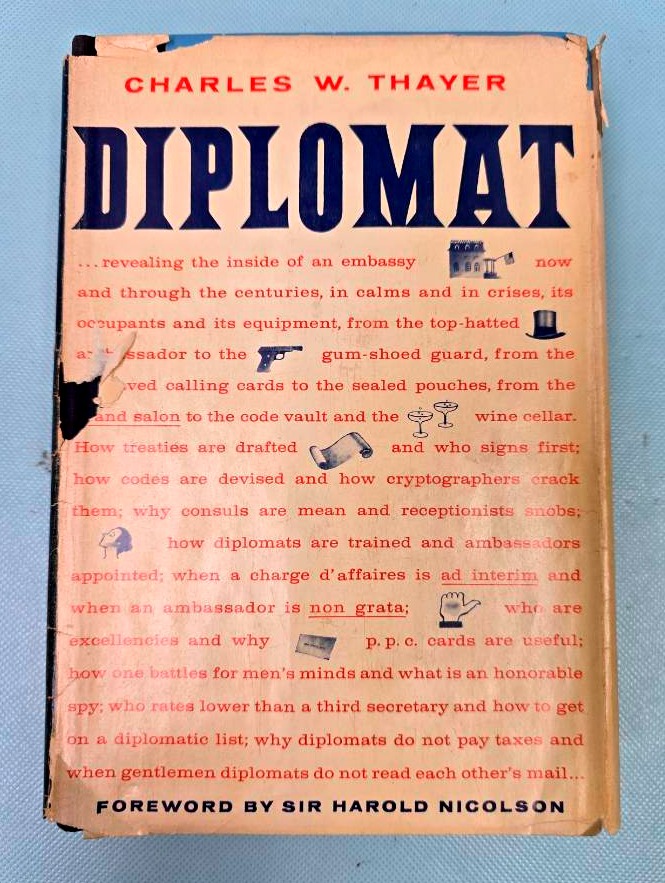 CHARLES W. THAYER
DIPLOMAT
...revealing the inside of an embassy now
and through the centuries, in calms and in crises, its
occupants and its equipment, from the top-hatted
ssador to the gum-shoed guard, from the
ved calling cards to the sealed pouches, from the
and salon to the code vault and the wine cellar.
How treaties are drafted and who signs first;
how codes are devised and how cryptographers crack
them; why consuls are mean and receptionists snobs;
how diplomats are trained and ambassadors
appointed; when a charge d'affaires is ad interim and
when an ambassador is non grata; who are
excellencies and why p.p.c. cards are useful;
how one battles for men's minds and what is an honorable
spy; who rates lower than a third secretary and how to get
on a diplomatic list; why diplomats do not pay taxes and
when gentlemen diplomats do not read each other's mail...
FOREWORD BY SIR HAROLD NICOLSON